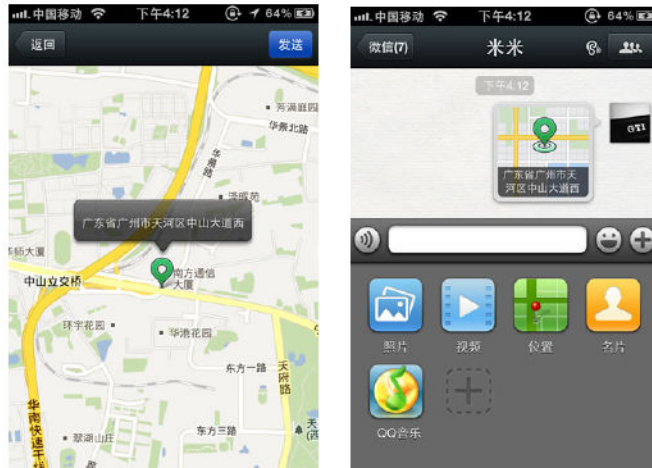 中国移动 下午4:12 64%
返回 发送
芳满庭园
华景北路
华景路
泽晖苑
广东省广州市天河区中山大道西
华师大厦
中山立交桥
南方通信
大厦
环宇花园
华港花园
东方一路
天府路
华南快速干线
翠湖山庄
东方三路
中国移动 下午4:12 64%
微信(7) 米米
下午4:12
GTI
广东省广州市天
河区中山大道西
照片 视频 位置 名片
QQ音乐